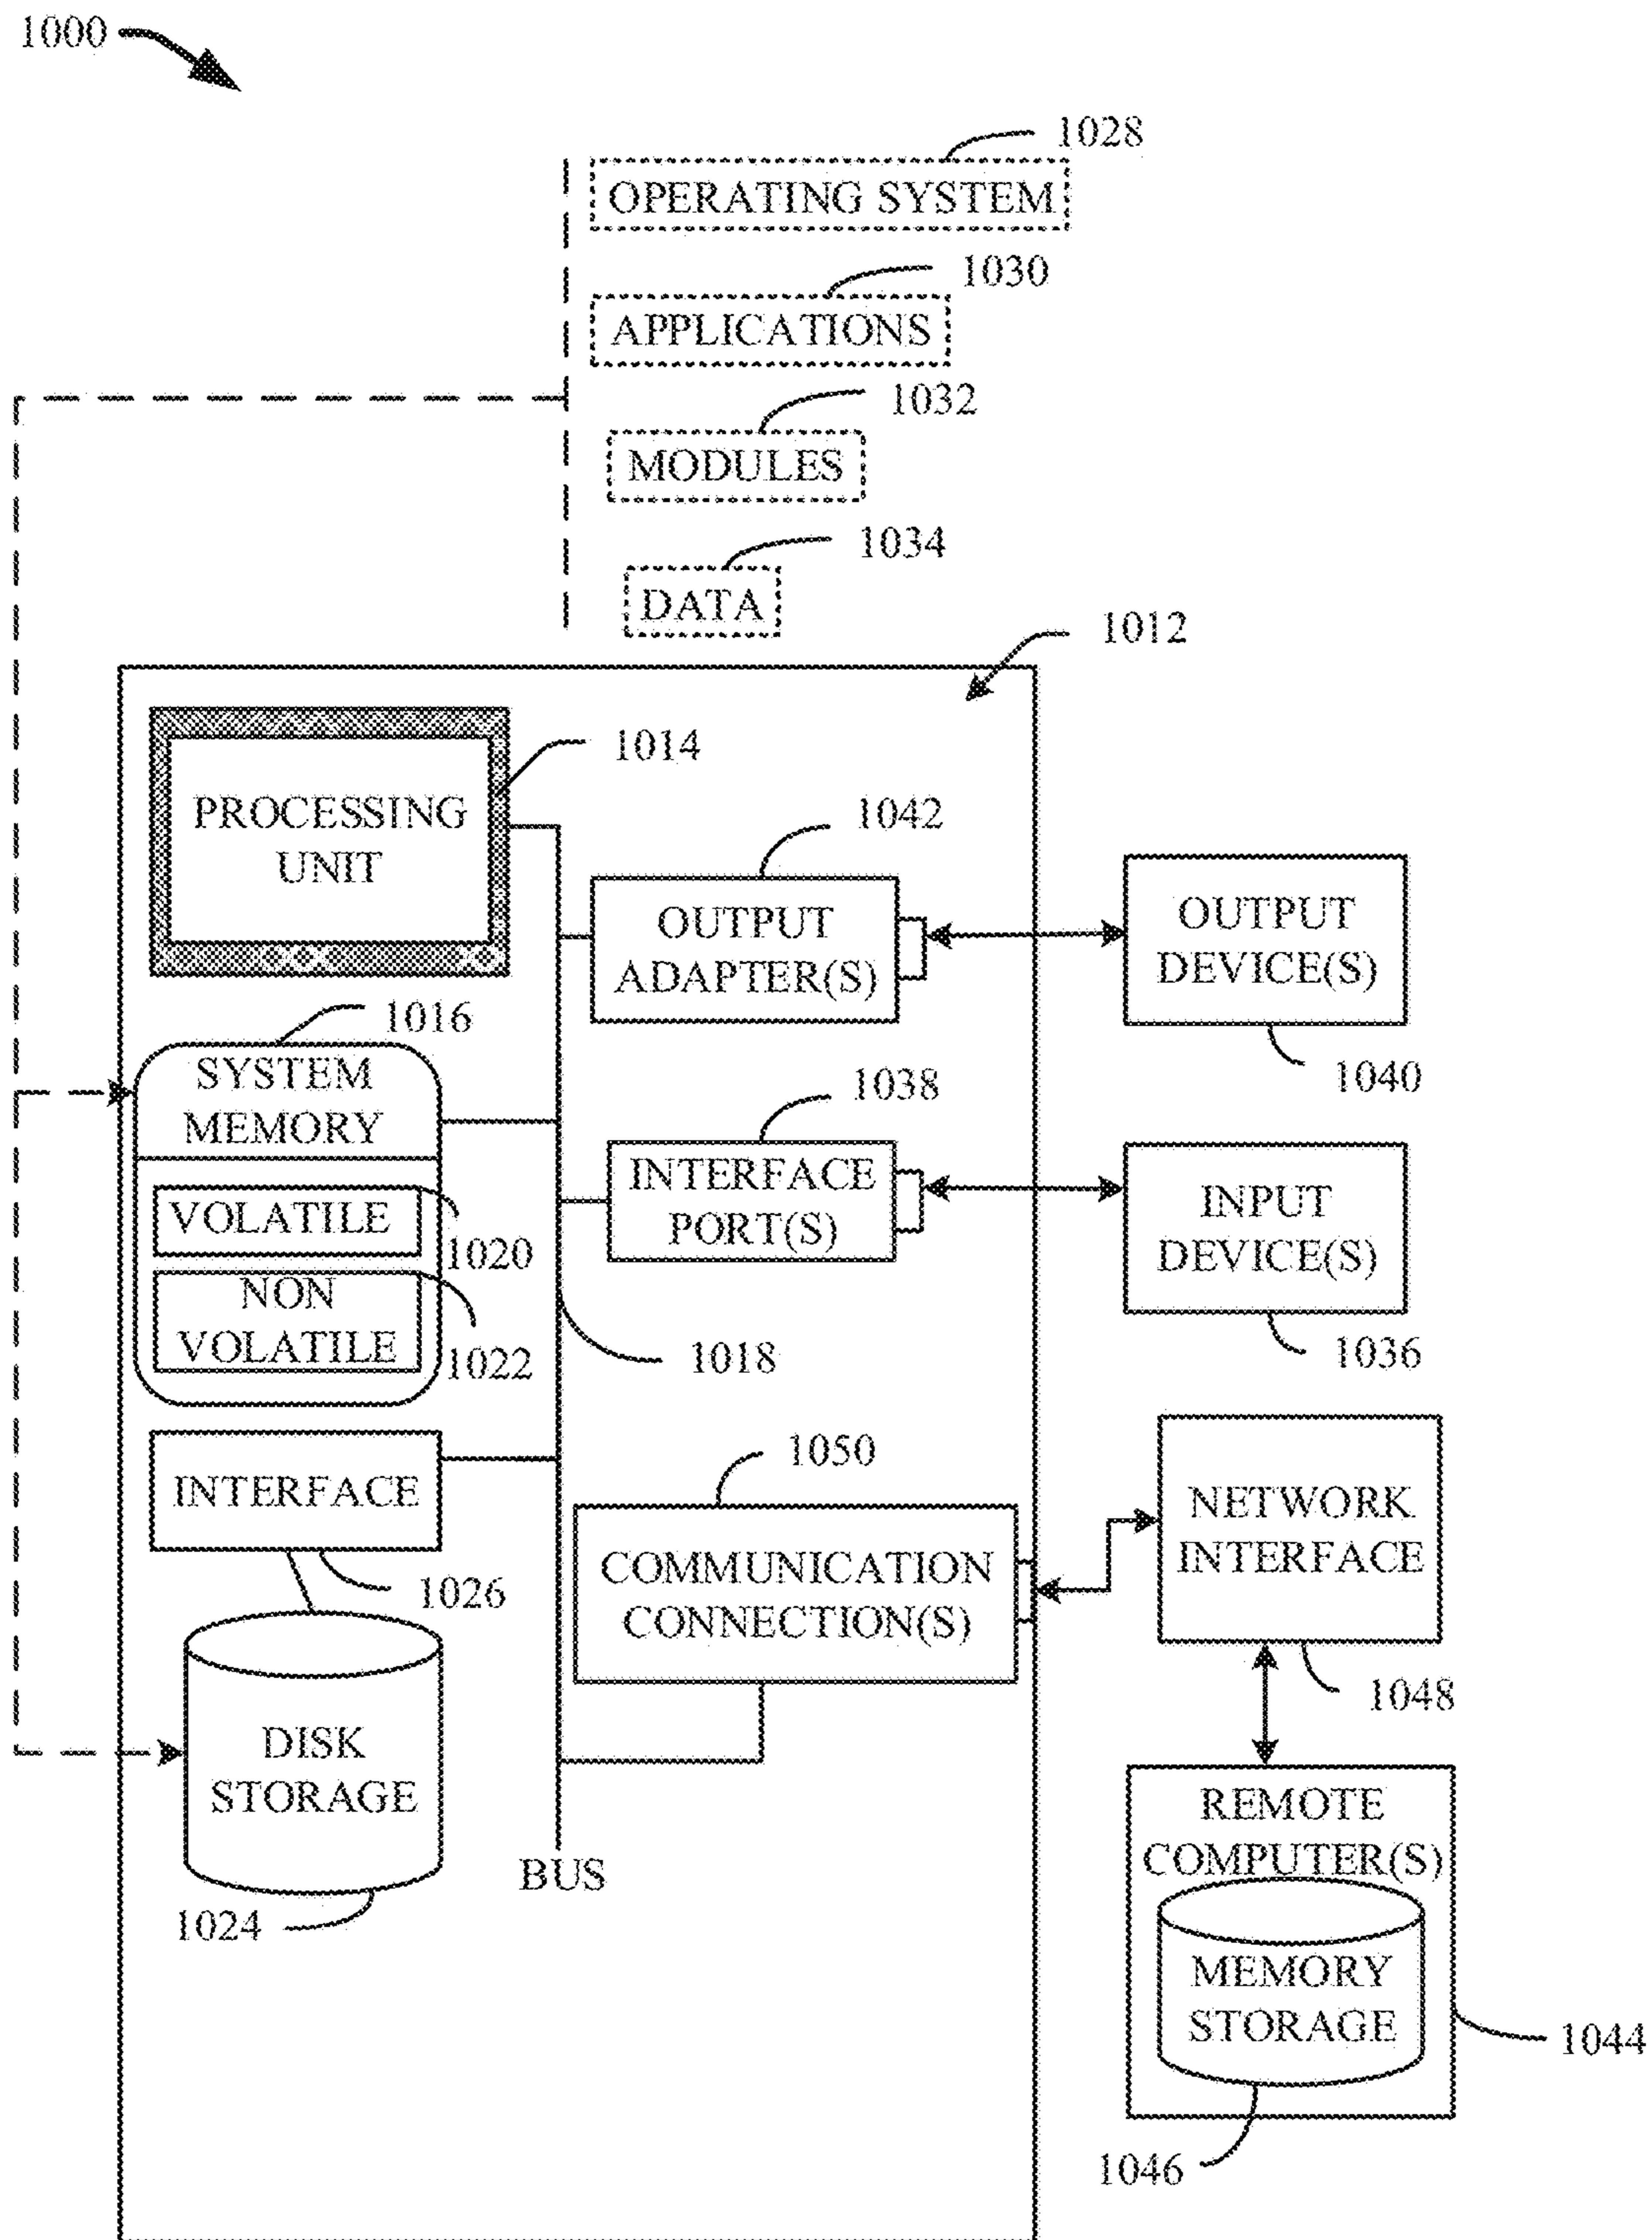 1000
1028
OPERATING SYSTEM
1030
APPLICATIONS
1032
MODULES
1034
DATA
1012
1014
PROCESSING
UNIT
1042
OUTPUT
ADAPTER(S)
OUTPUT
DEVICE(S)
1040
1016
SYSTEM
MEMORY
VOLATILE
1020
NON
VOLATILE
1022
1038
INTERFACE
PORT(S)
INPUT
DEVICE(S)
1036
1018
INTERFACE
1026
1050
COMMUNICATION
CONNECTION(S)
NETWORK
INTERFACE
1048
DISK
STORAGE
1024
BUS
REMOTE
COMPUTER(S)
MEMORY
STORAGE
1044
1046